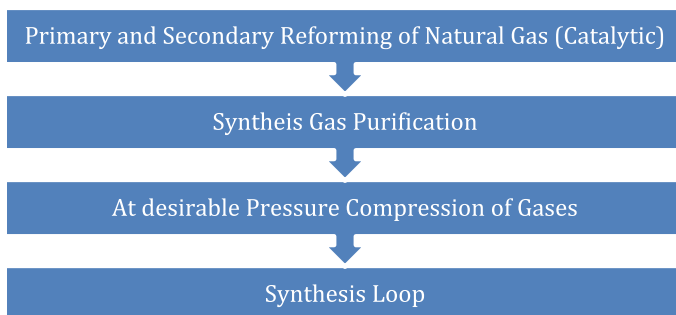 Primary and Secondary Reforming of Natural Gas (Catalytic)
Syntheis Gas Purification
At desirable Pressure Compression of Gases
Synthesis Loop